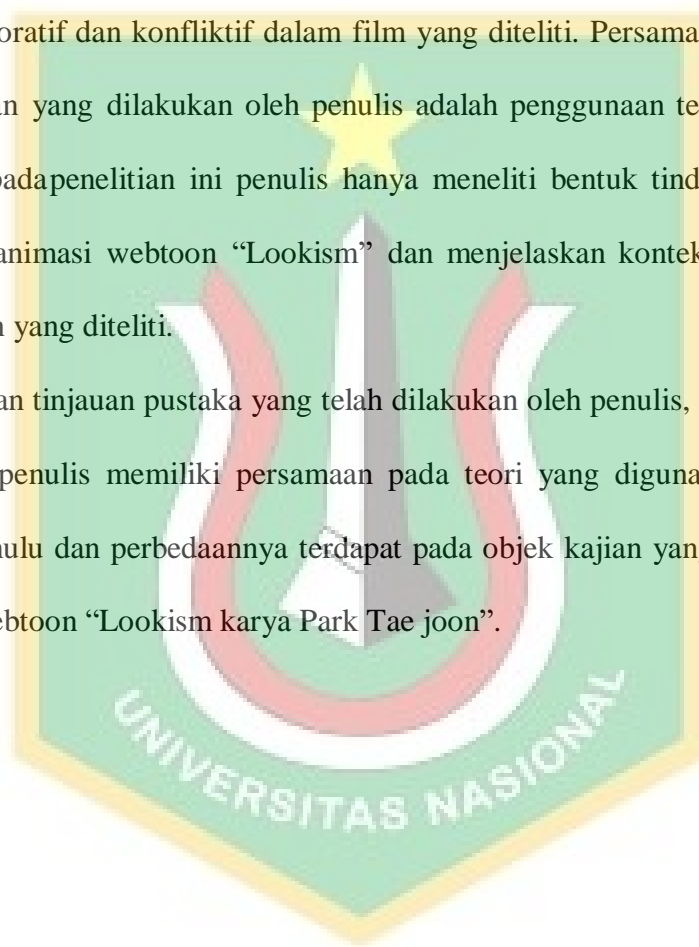 oratif dan konfliktif dalam film yang diteliti. Persama
n yang dilakukan oleh penulis adalah penggunaan te
pada penelitian ini penulis hanya meneliti bentuk tind
animasi webtoon “Lookism” dan menjelaskan kontek
yang diteliti.
an tinjauan pustaka yang telah dilakukan oleh penulis,
penulis memiliki persamaan pada teori yang diguna
ulu dan perbedaannya terdapat pada objek kajian yang
ebtoon “Lookism karya Park Tae joon”.
UNIVERSITAS NASIONAL